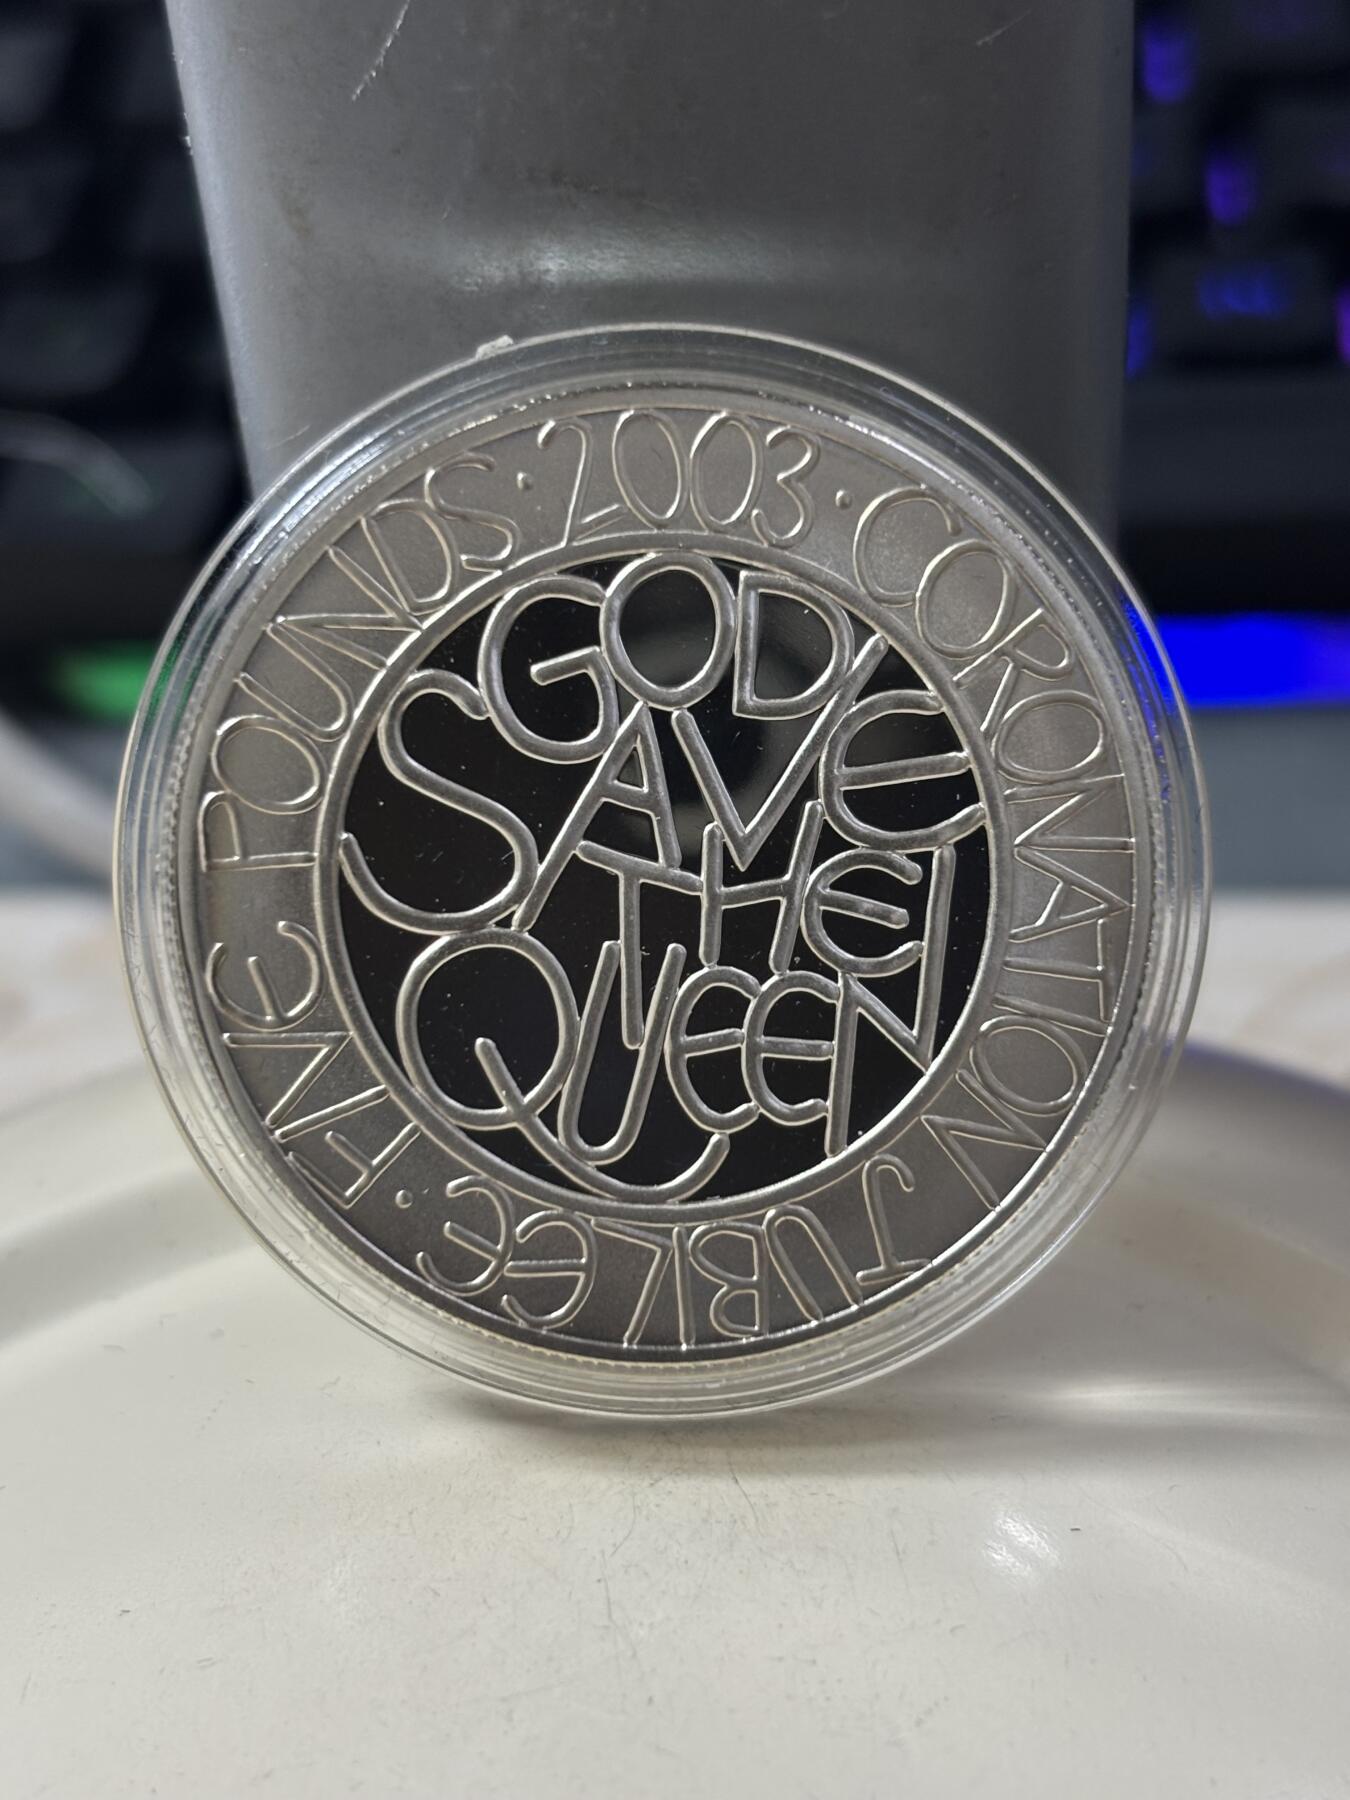 GOD
SAVE
THE
QUEEN
CORONATION JUBILEE · FIVE POUNDS · 2003 ·